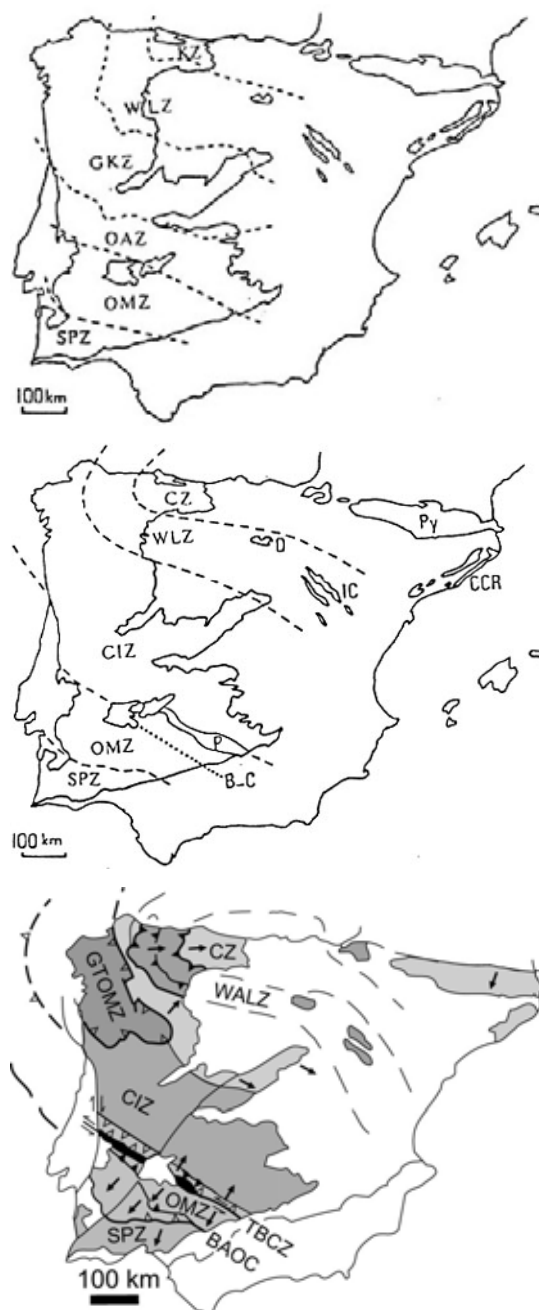 KZ
WLZ
GKZ
OAZ
OMZ
SPZ
100 km
CZ
Py
WLZ
D
IC
CCR
CIZ
P
OMZ
SPZ
B-C
100 km
CZ
GTOMZ
WALZ
CIZ
OMZ
TBCZ
SPZ
BAOC
100 km